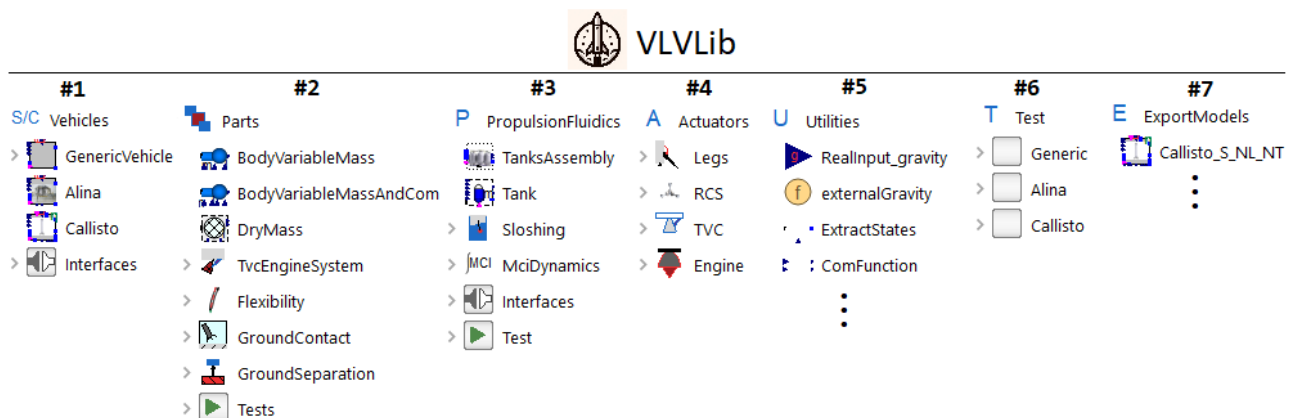 VLVLib
#1
S/C Vehicles
GenericVehicle
Alina
Callisto
Interfaces
#2
Parts
BodyVariableMass
BodyVariableMassAndCom
DryMass
TvcEngineSystem
Flexibility
GroundContact
GroundSeparation
Tests
#3
P PropulsionFluidics
TanksAssembly
Tank
Sloshing
∫MCI MciDynamics
Interfaces
Test
#4
A Actuators
Legs
RCS
TVC
Engine
#5
U Utilities
g RealInput_gravity
f externalGravity
ExtractStates
ComFunction
#6
T Test
Generic
Alina
Callisto
#7
E ExportModels
Callisto_S_NL_NT